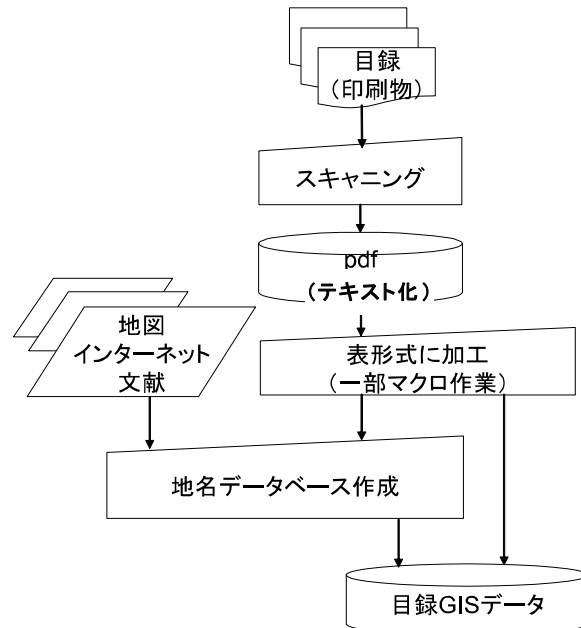 目録
(印刷物)
スキャニング
pdf
(テキスト化)
地図
インターネット
文献
表形式に加工
(一部マクロ作業)
地名データベース作成
目録GISデータ